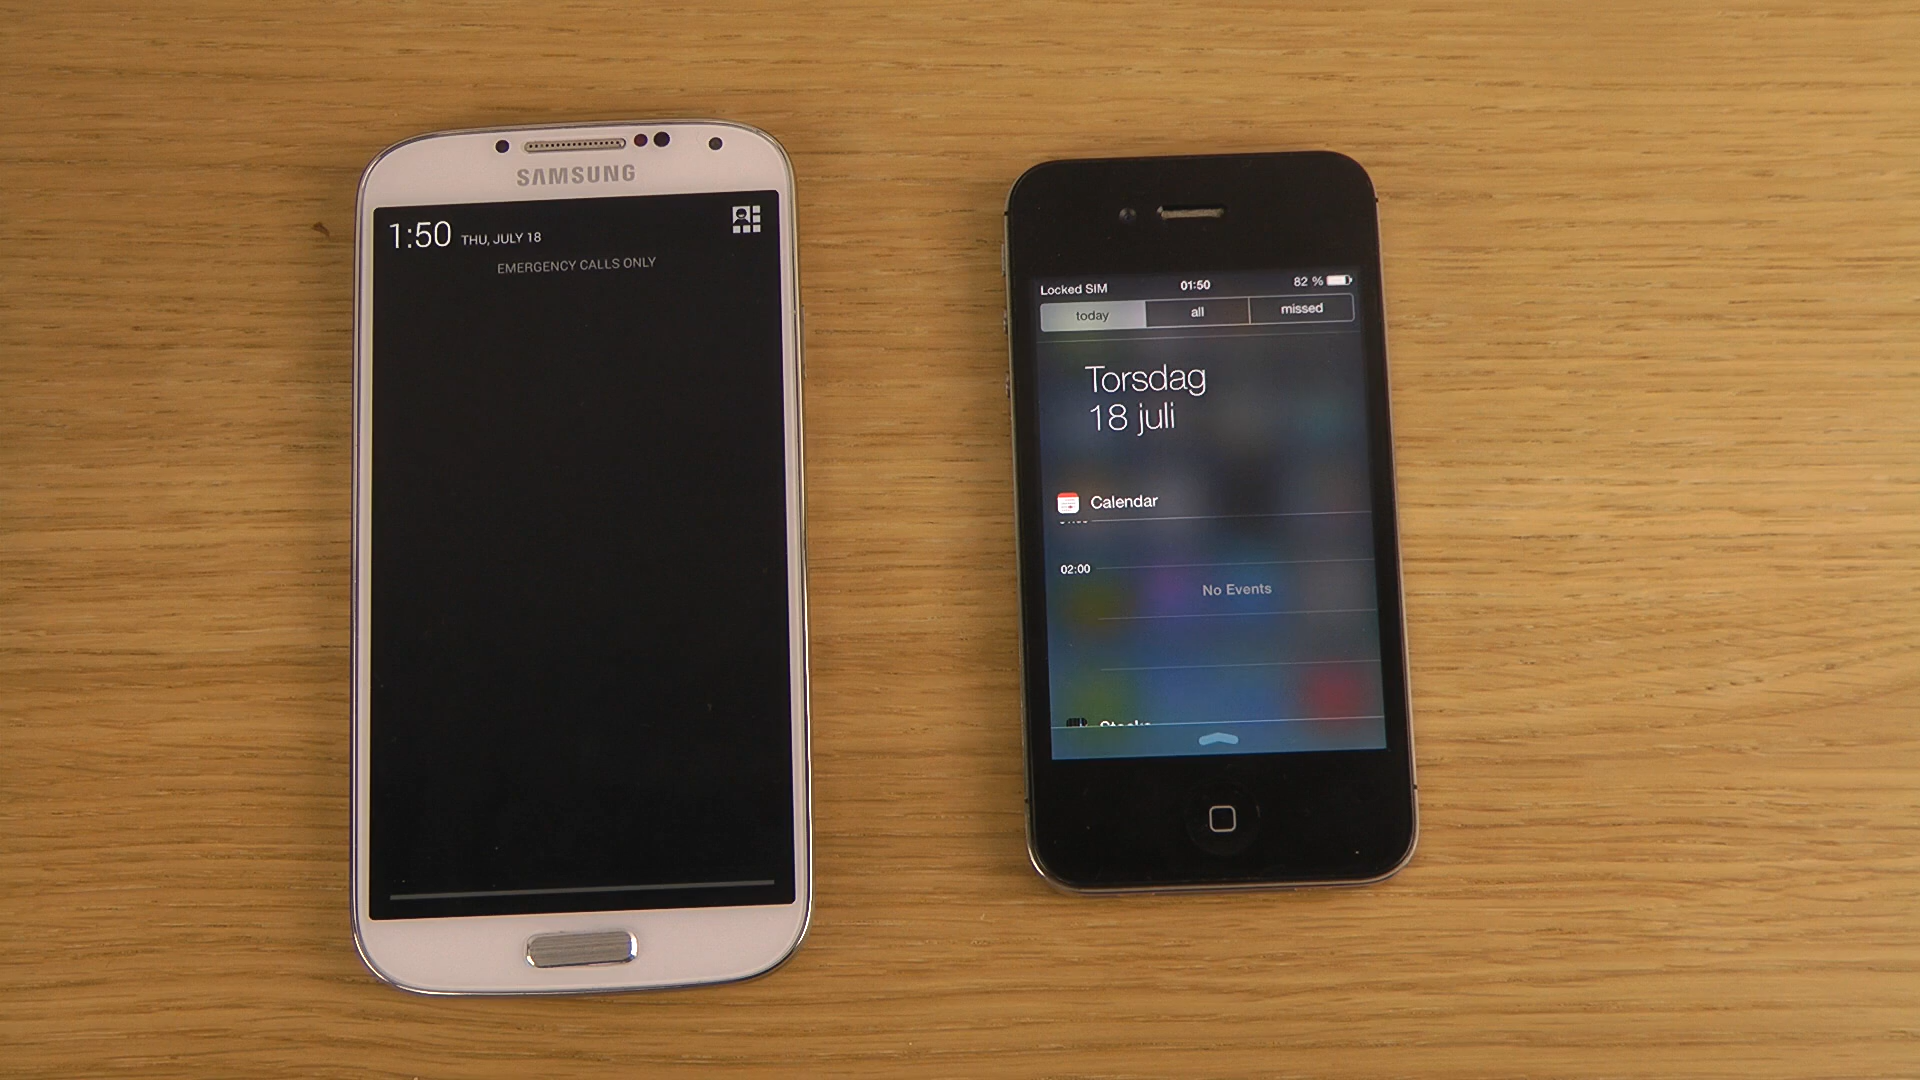 SAMSUNG
1:50 THU, JULY 18
EMERGENCY CALLS ONLY
Locked SIM 01:50 82 %
today all missed
Torsdag
18 juli
Calendar
02:00
No Events
Stocks